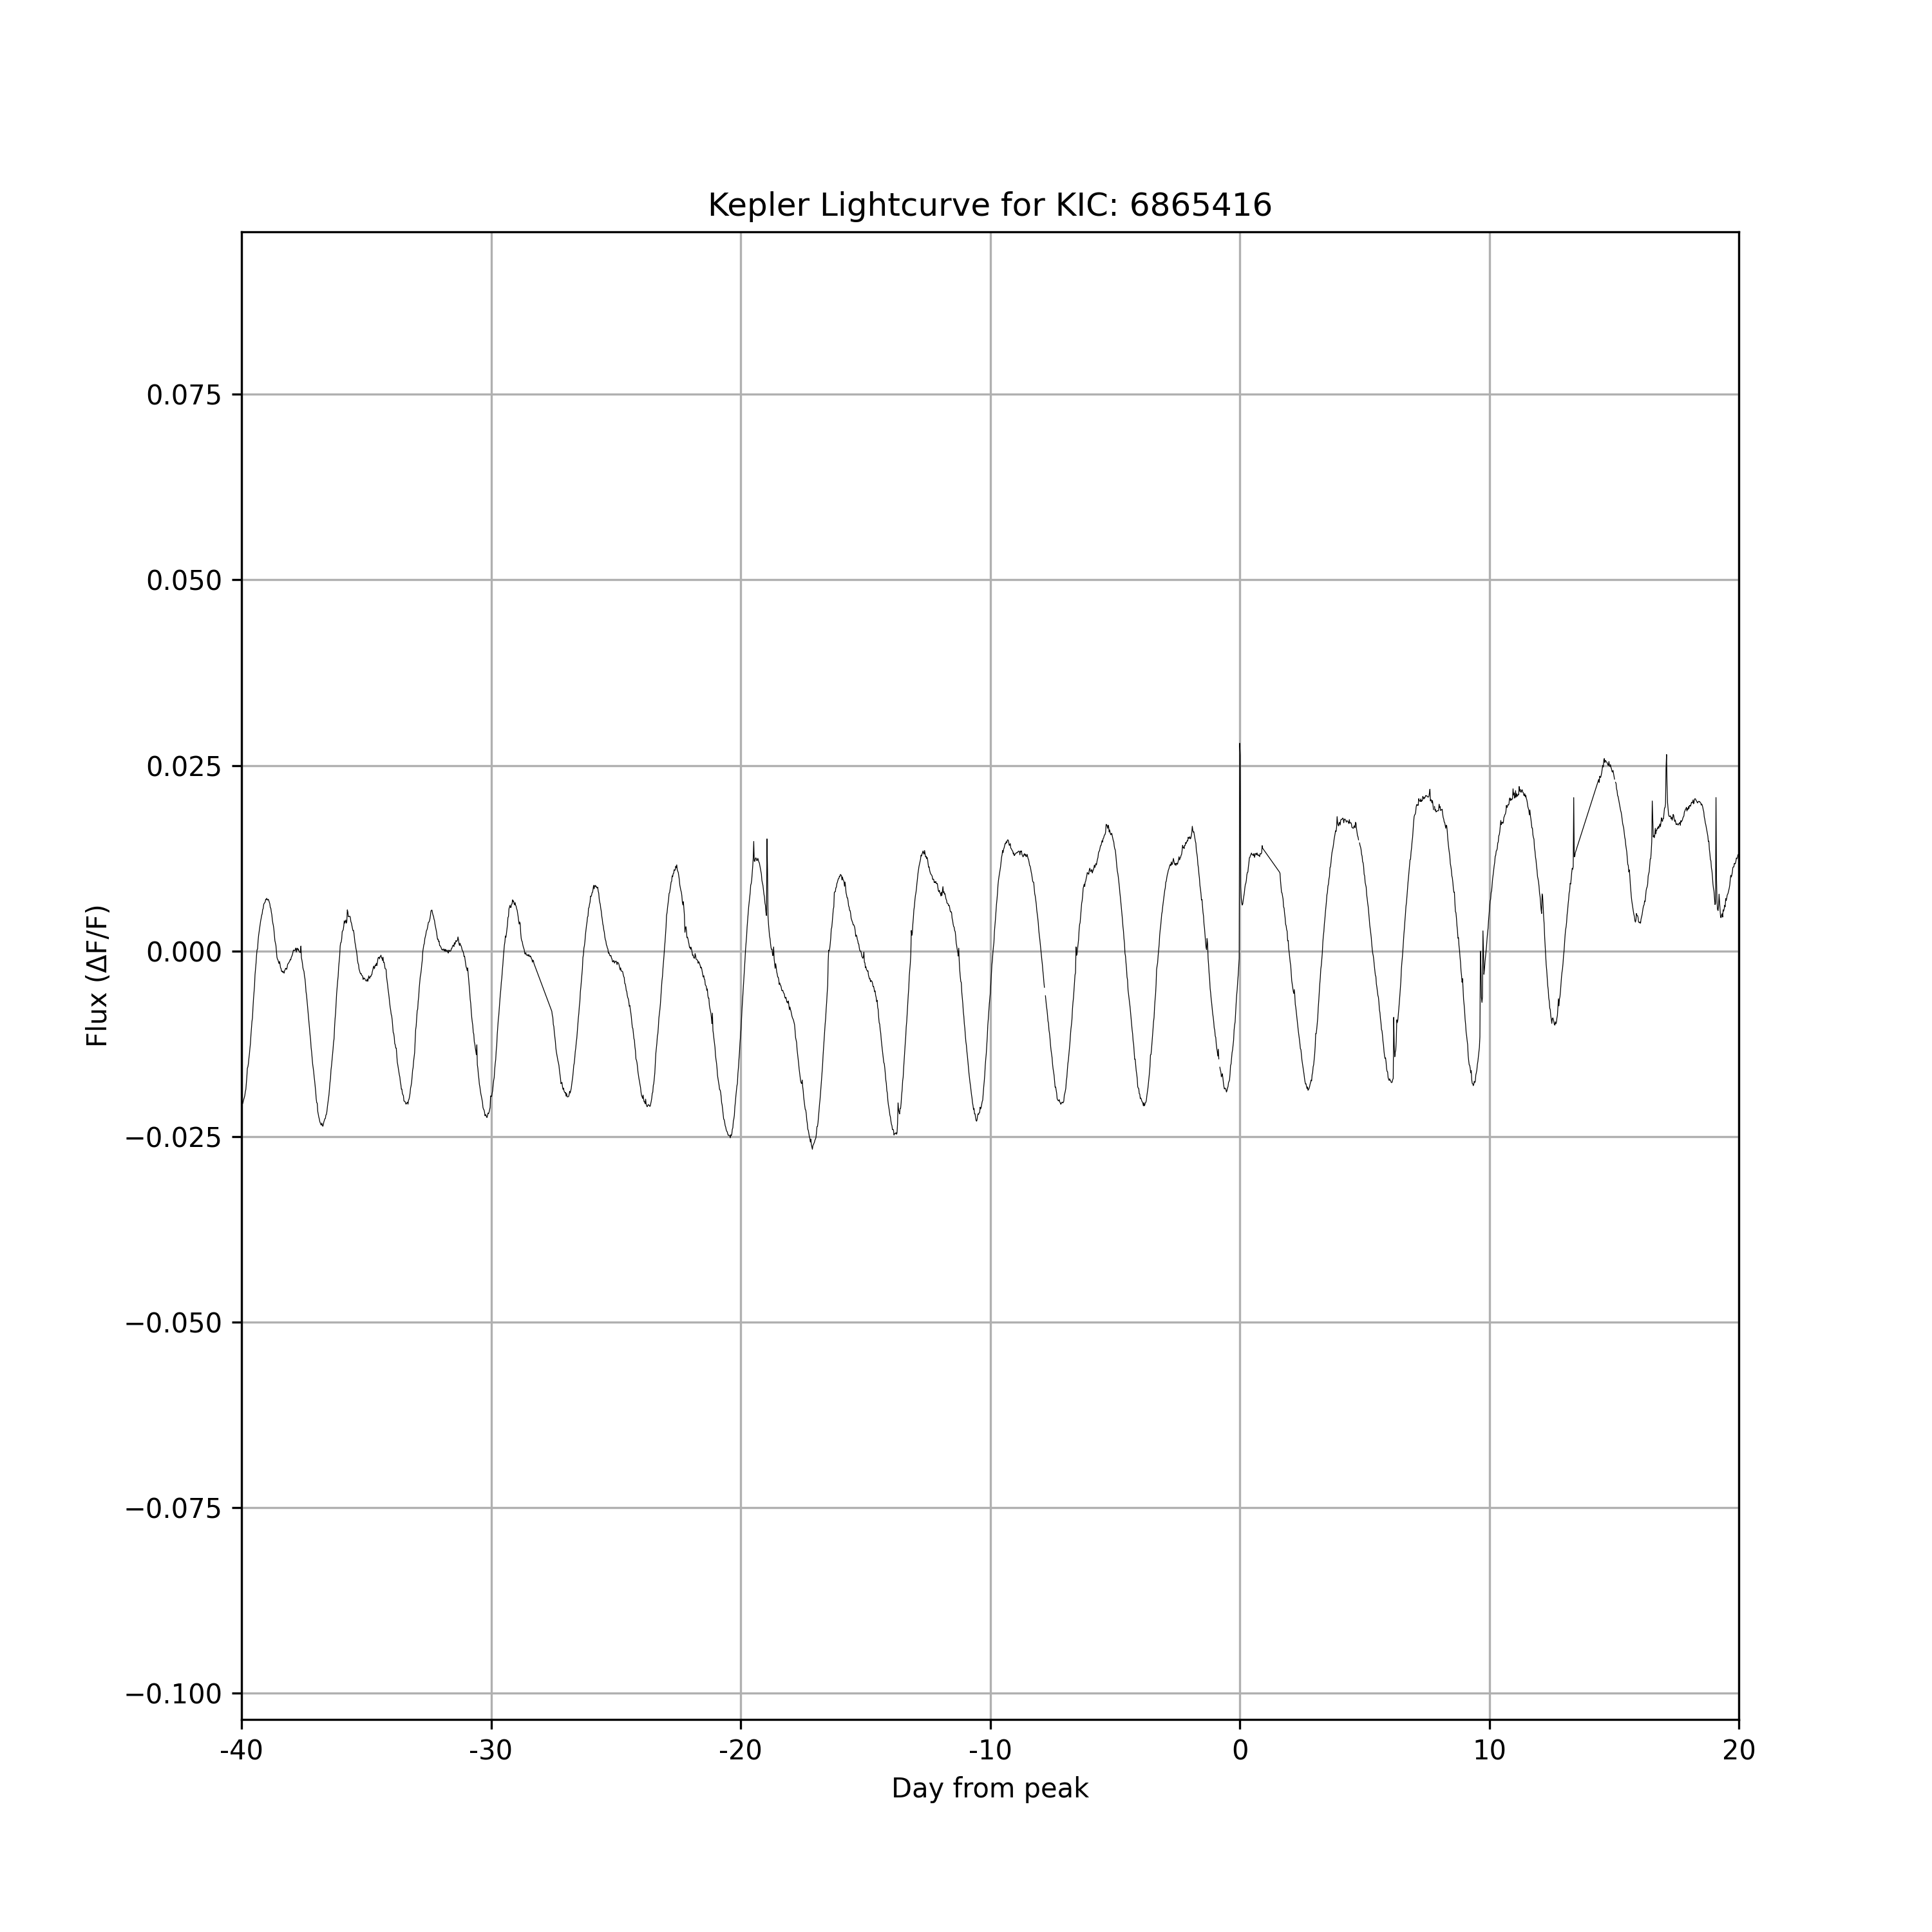 Kepler Lightcurve for KIC: 6865416
Flux (ΔF/F)
0.075
0.050
0.025
0.000
−0.025
−0.050
−0.075
−0.100
-40 -30 -20 -10 0 10 20
Day from peak